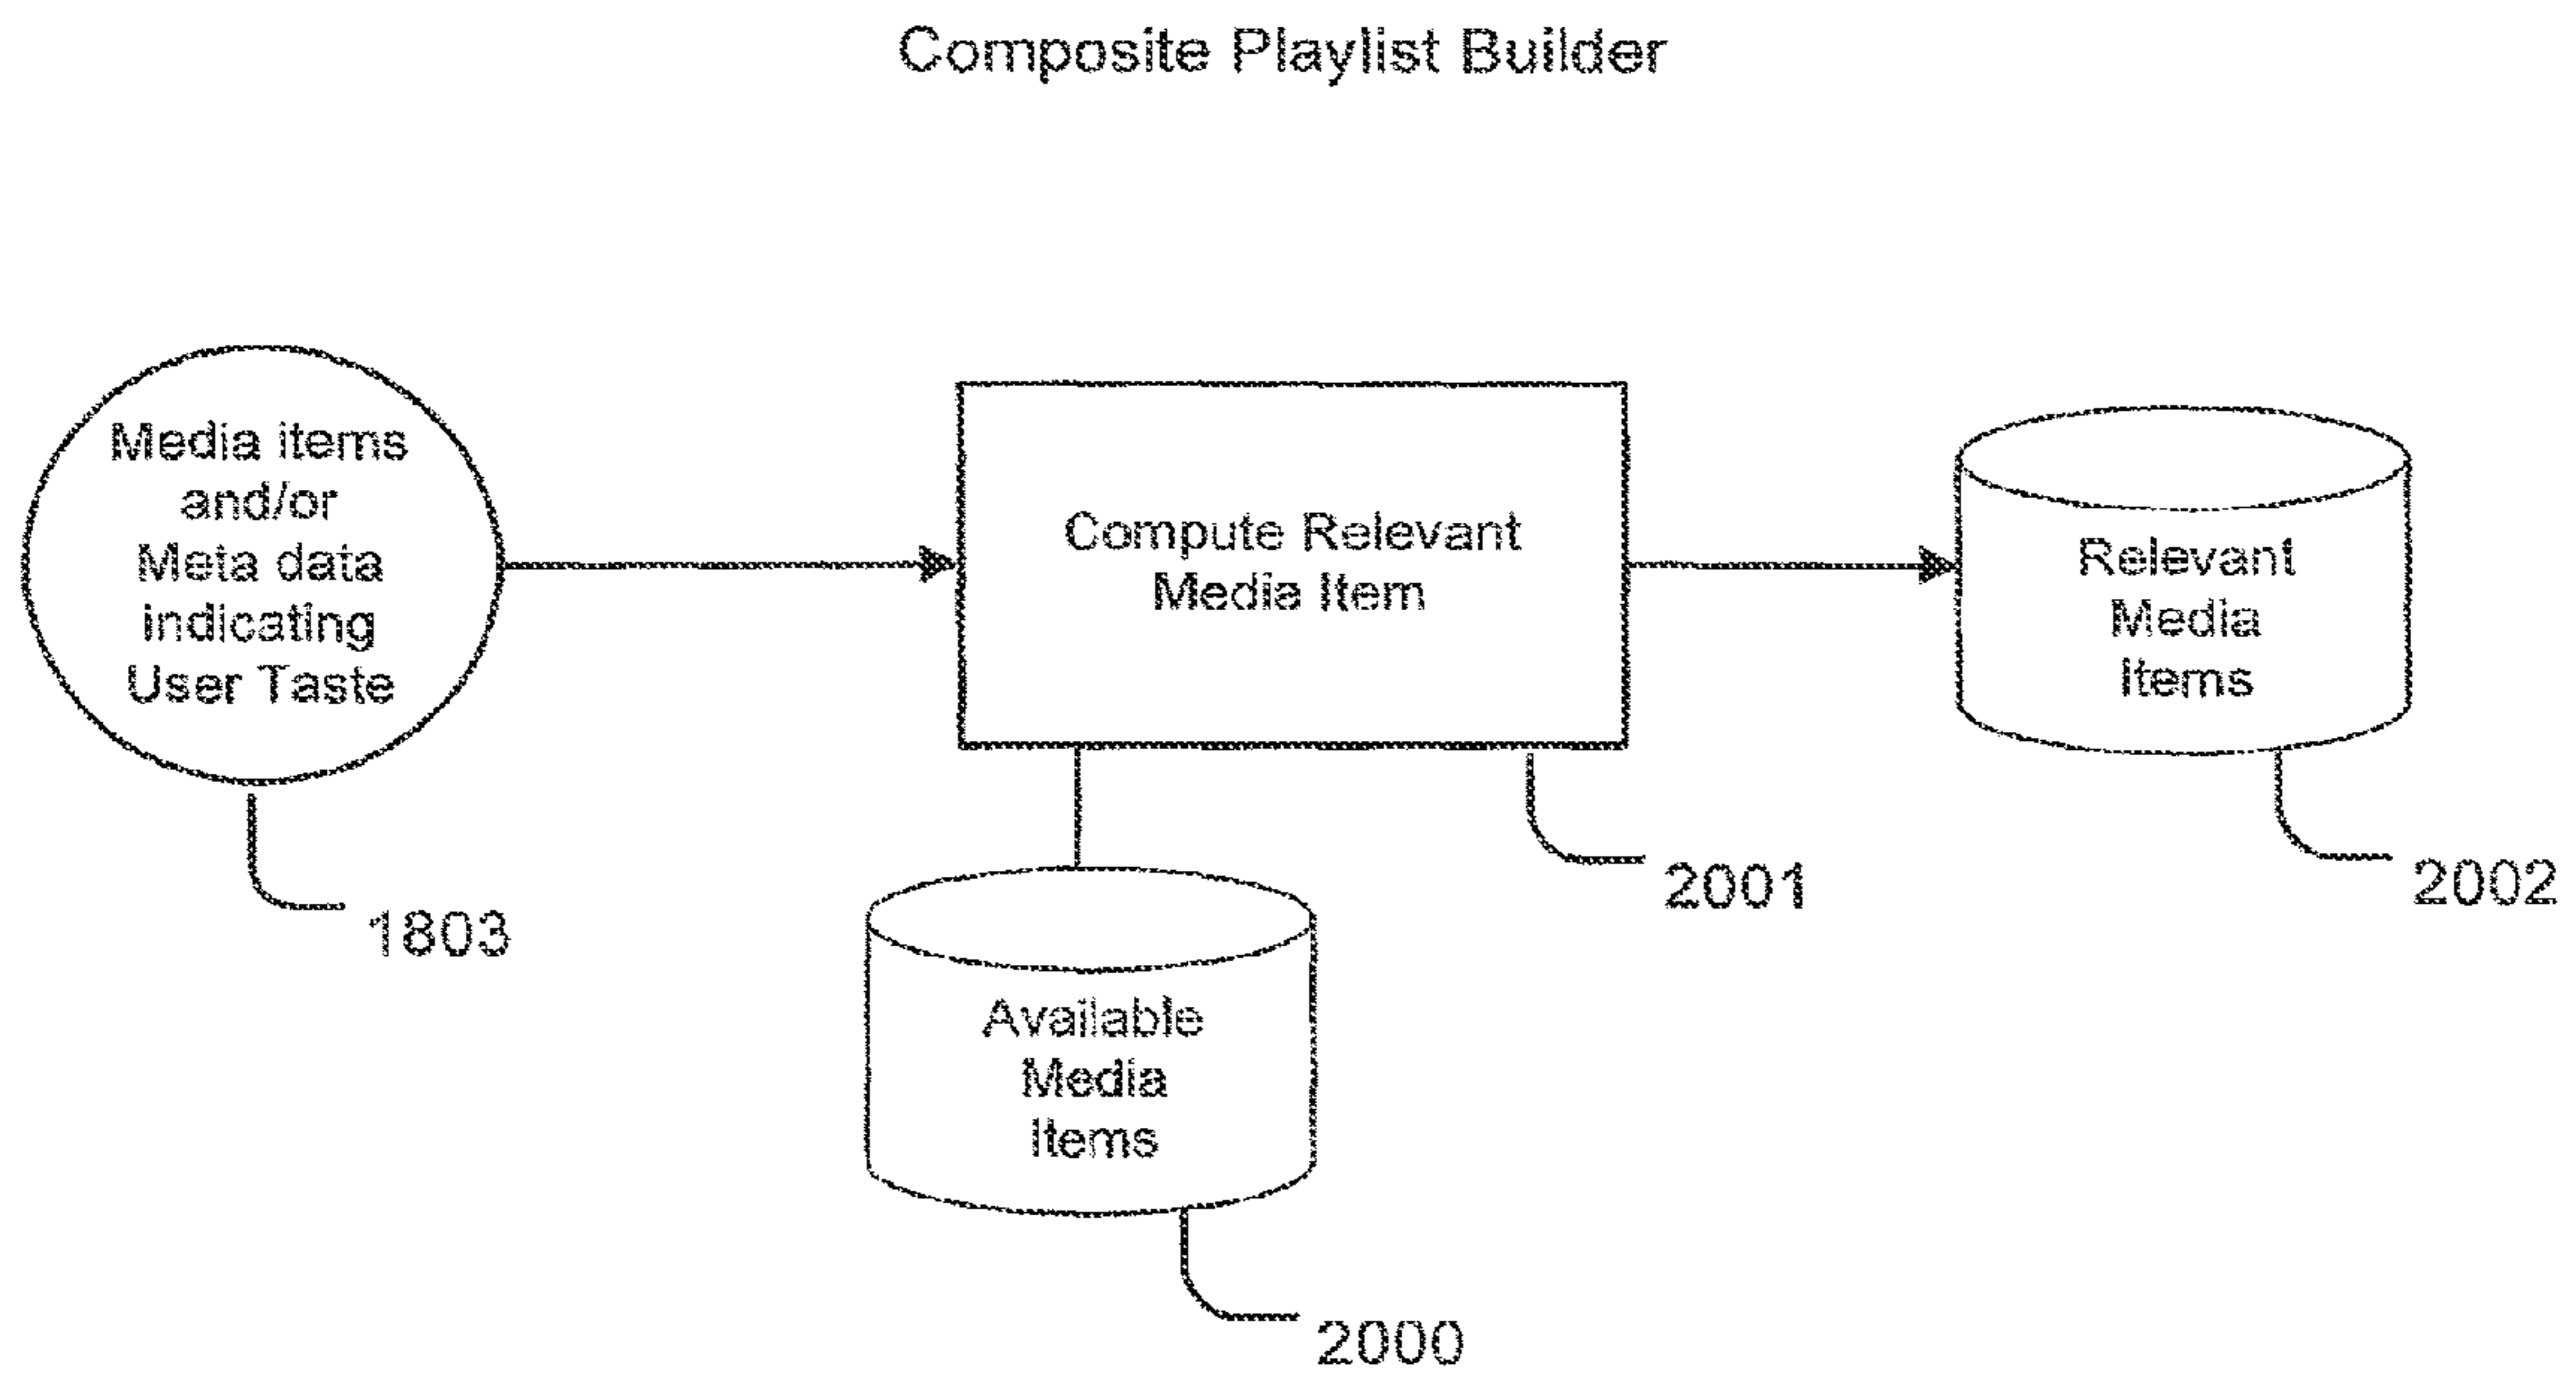 Composite Playlist Builder
Media items
and/or
Meta data
indicating
User Taste
1803
Compute Relevant
Media Item
2001
Relevant
Media
Items
2002
Available
Media
Items
2000